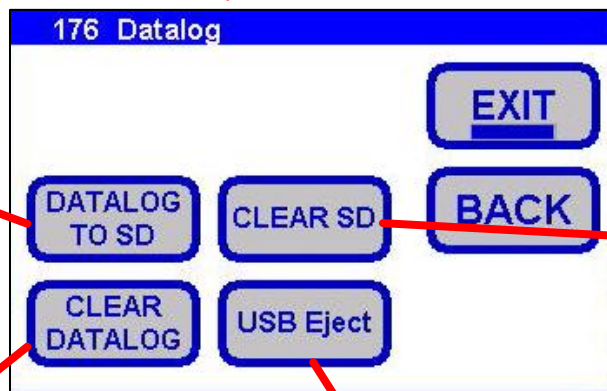 176 Datalog
EXIT
DATALOG
TO SD
CLEAR SD
BACK
CLEAR
DATALOG
USB Eject